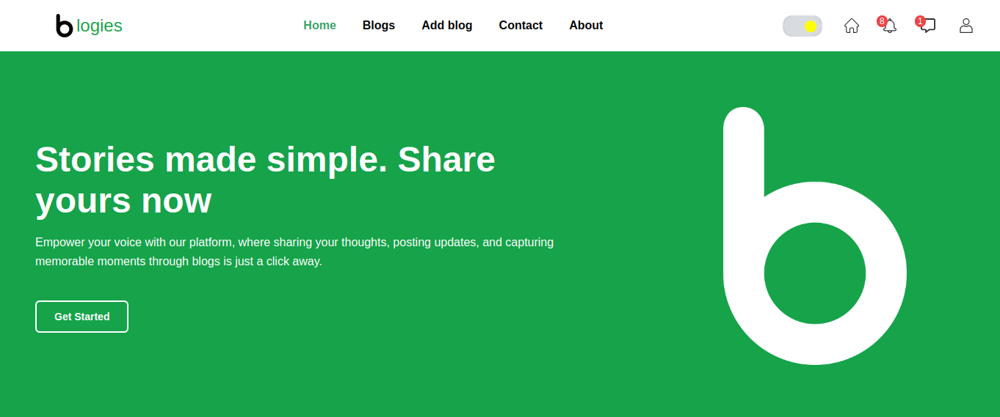 blogies
Home Blogs Add blog Contact About
8 1
Stories made simple. Share
yours now
Empower your voice with our platform, where sharing your thoughts, posting updates, and capturing
memorable moments through blogs is just a click away.
Get Started
b